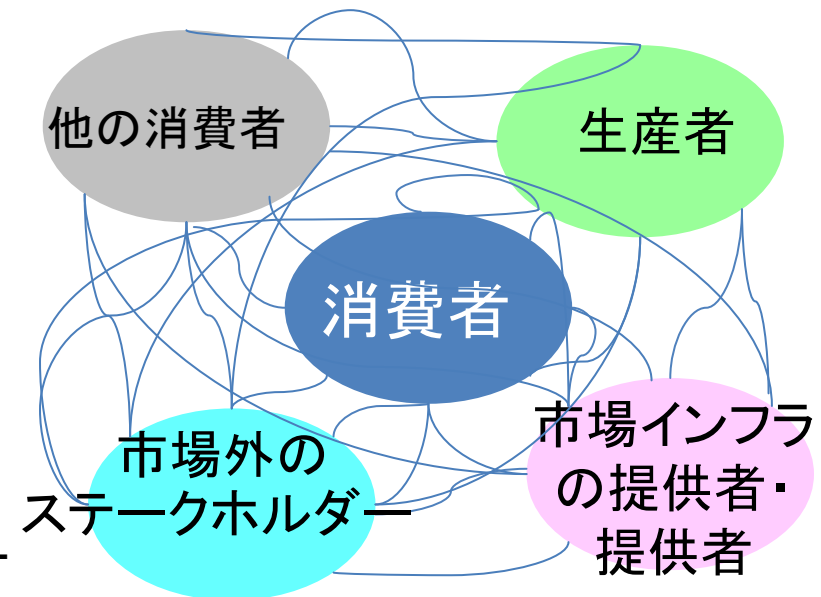 他の消費者
生産者
消費者
市場外の
ステークホルダー
市場インフラ
の提供者・
提供者